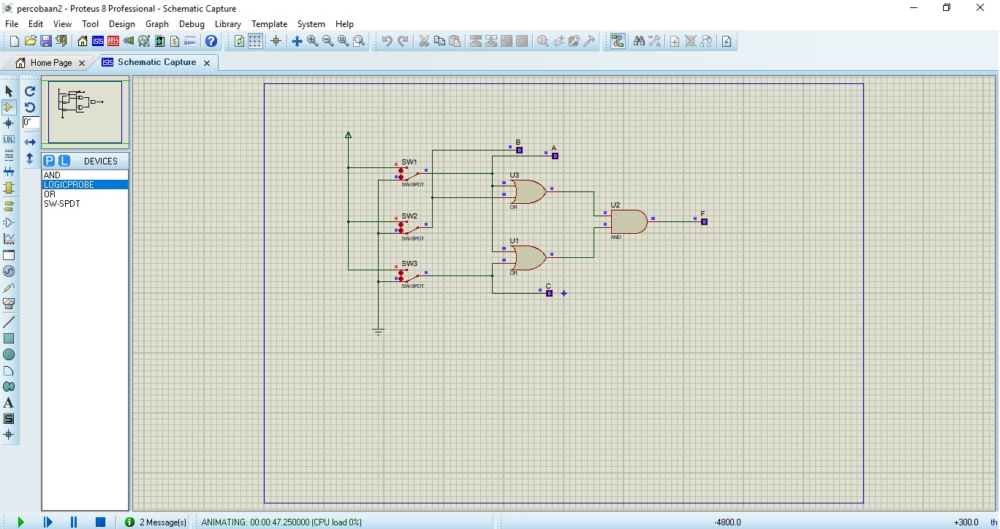 percobaan2 - Proteus 8 Professional - Schematic Capture
File Edit View Tool Design Graph Debug Library Template System Help
Home Page
Schematic Capture
0°
LBL
P L DEVICES
AND
LOGICPROBE
OR
SW-SPDT
A
S
B
0
A
0
SW1
SW-SPDT
U3
OR
SW2
SW-SPDT
U2
AND
F
0
U1
OR
SW3
SW-SPDT
C
0
2 Message(s)
ANIMATING: 00:00:47.250000 (CPU load 0%)
-4800.0
+300.0
th